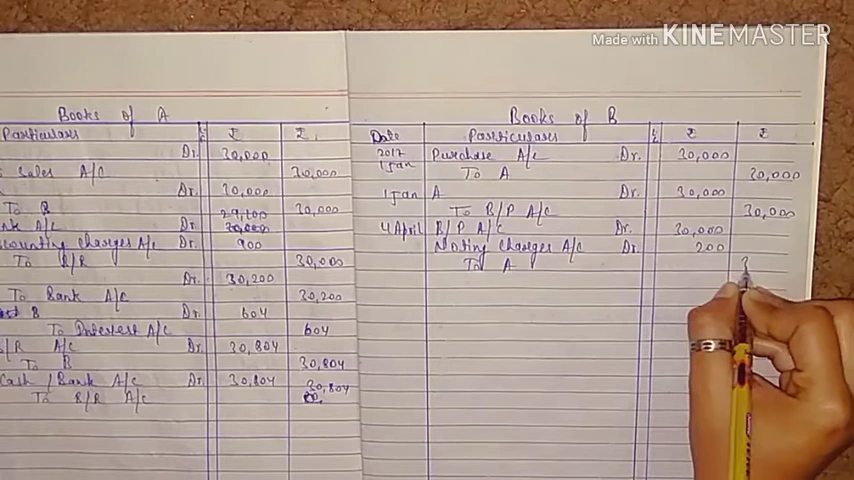 Made with KINEMASTER
Books of A
Particulars ₹ ₹
Dr. 30,000
Sales A/c 30,000
Dr. 30,000
To B 30,000
A/c 29,100
Dr. 30,000
Charges A/c Dr. 900
To B/R 30,000
Dr. 30,200
To Bank A/c 30,200
B Dr. 604
To Interest A/c 604
B/R A/c Dr. 30,804
To B 30,804
Cash / Bank A/c Dr. 30,804
To B/R A/c 30,804
Books of B
Date Particulars ₹ ₹
2017 Purchase A/c Dr. 30,000
1 Jan To A 30,000
1 Jan A Dr. 30,000
To B/P A/c 30,000
4 April B/P A/c Dr. 30,000
Noting Charges A/c Dr. 200
To A 3